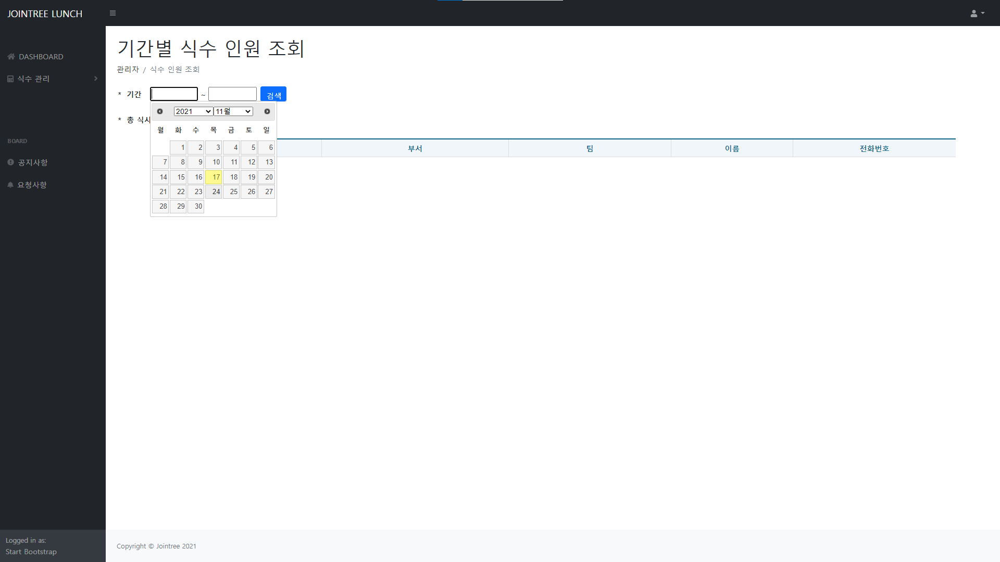 JOINTREE LUNCH
DASHBOARD
식수 관리
BOARD
공지사항
요청사항
Logged in as:
Start Bootstrap
기간별 식수 인원 조회
관리자 / 식수 인원 조회
* 기간 ~ 검색
* 총 식사
2021 11월
월 화 수 목 금 토 일
1 2 3 4 5 6
7 8 9 10 11 12 13
14 15 16 17 18 19 20
21 22 23 24 25 26 27
28 29 30
부서 팀 이름 전화번호
Copyright © Jointree 2021